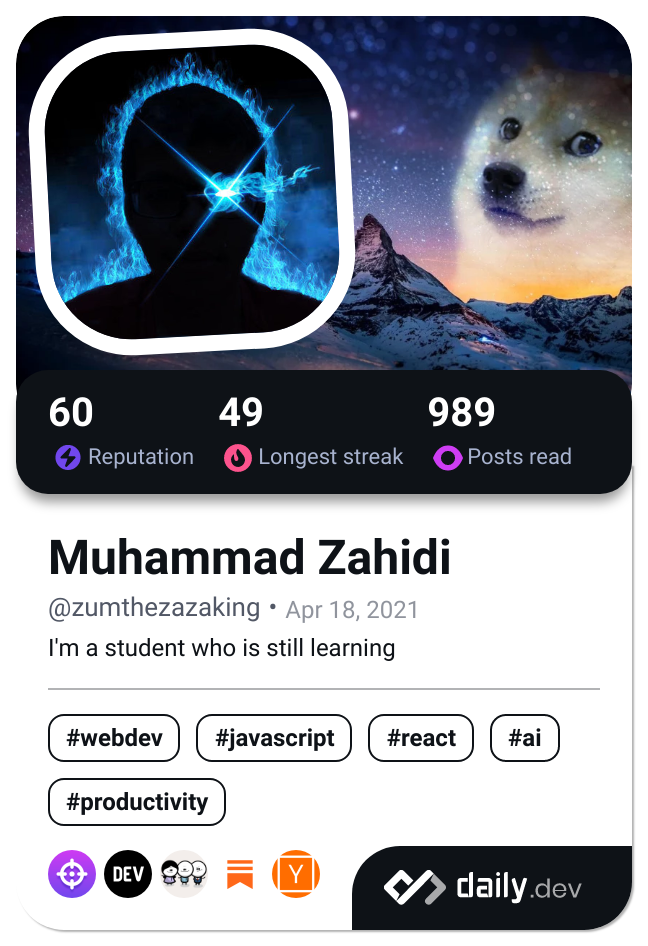 60 49 989
Reputation Longest streak Posts read
Muhammad Zahidi
@zumthezazaking • Apr 18, 2021
I'm a student who is still learning
#webdev #javascript #react #ai
#productivity
DEV Y daily.dev